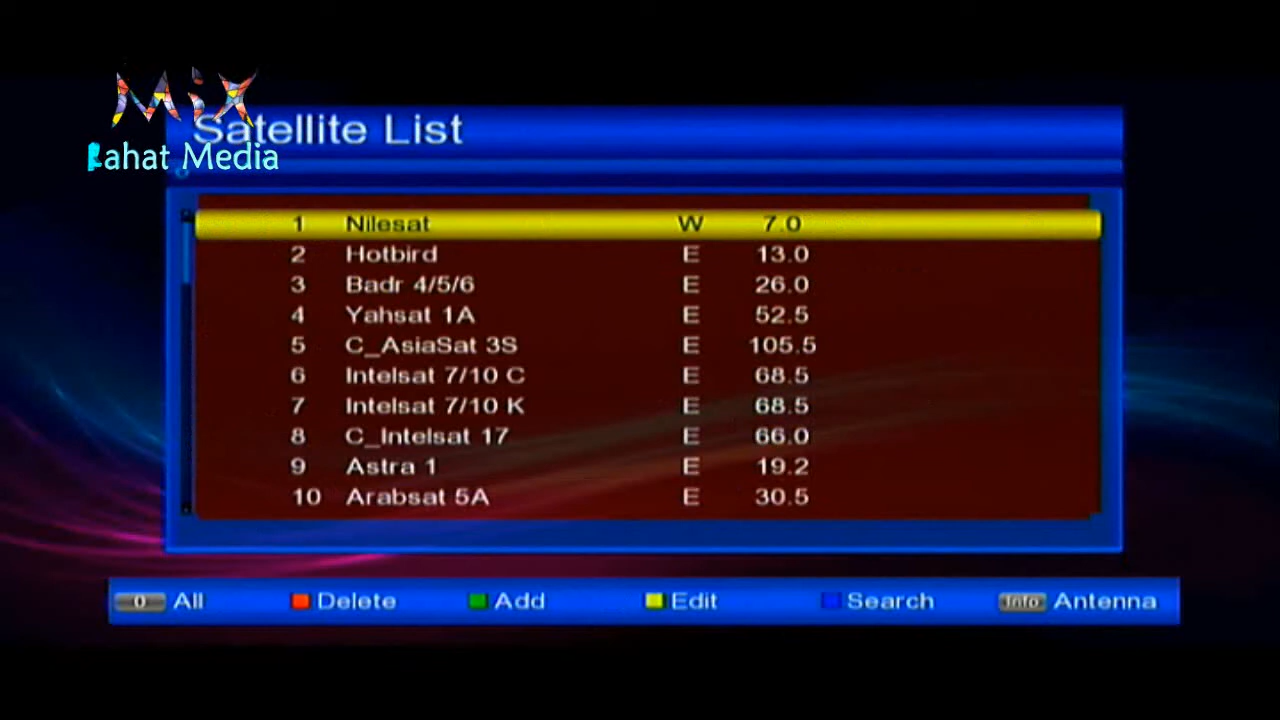 MiX
Satellite List
Rahat Media
1 Nilesat W 7.0
2 Hotbird E 13.0
3 Badr 4/5/6 E 26.0
4 Yahsat 1A E 52.5
5 C_AsiaSat 3S E 105.5
6 Intelsat 7/10 C E 68.5
7 Intelsat 7/10 K E 68.5
8 C_Intelsat 17 E 66.0
9 Astra 1 E 19.2
10 Arabsat 5A E 30.5
0 All Delete Add Edit Search Info Antenna